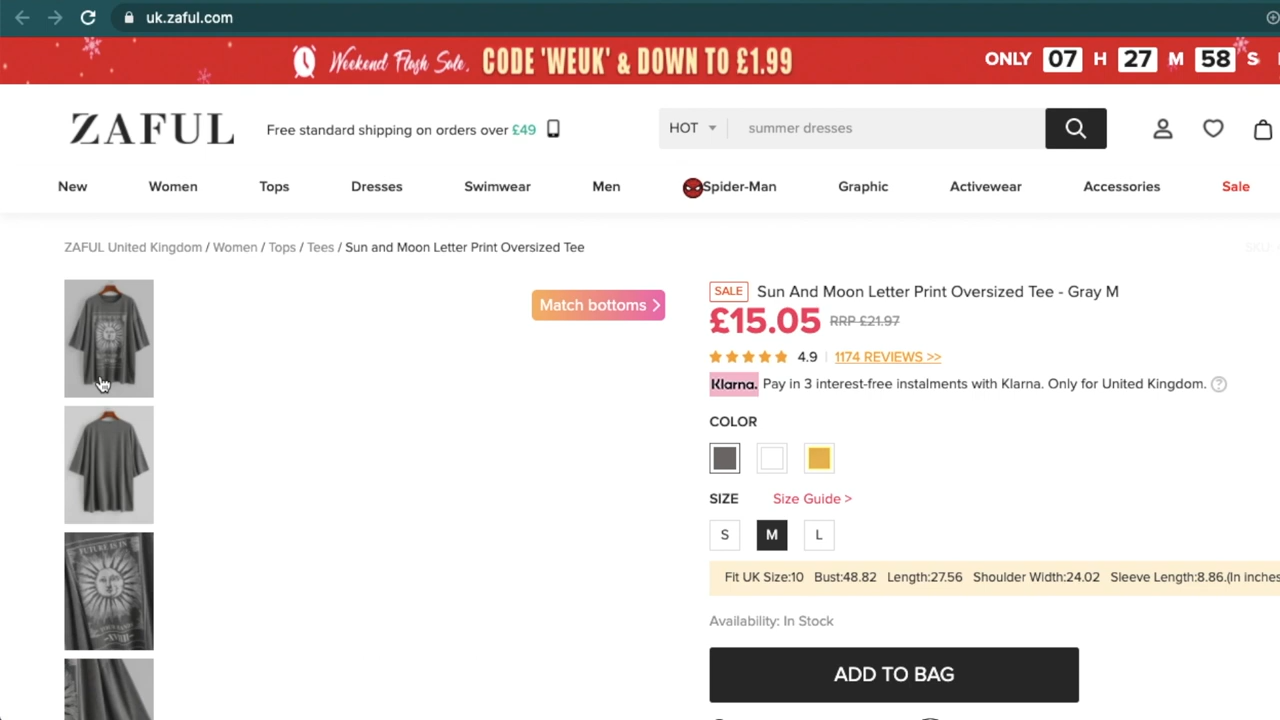 uk.zaful.com
Weekend Flash Sale, CODE 'WEUK' & DOWN TO £1.99
ONLY 07 H 27 M 58 S
ZAFUL
Free standard shipping on orders over £49
HOT
summer dresses
New Women Tops Dresses Swimwear Men Spider-Man Graphic Activewear Accessories Sale
ZAFUL United Kingdom / Women / Tops / Tees / Sun and Moon Letter Print Oversized Tee
SKU:
Match bottoms >
SALE Sun And Moon Letter Print Oversized Tee - Gray M
£15.05 RRP £21.97
4.9 1174 REVIEWS >>
Klarna. Pay in 3 interest-free instalments with Klarna. Only for United Kingdom. ?
COLOR
SIZE Size Guide >
S M L
Fit UK Size:10 Bust:48.82 Length:27.56 Shoulder Width:24.02 Sleeve Length:8.86.(In inches
Availability: In Stock
ADD TO BAG
FUTURE IS IN
XVIII